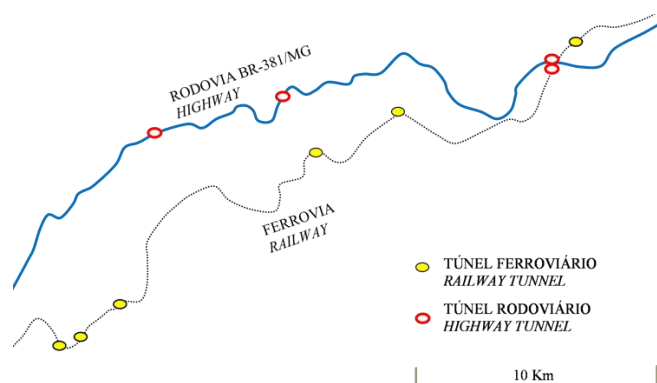 RODOVIA BR-381/MG
HIGHWAY
FERROVIA
RAILWAY
TÚNEL FERROVIÁRIO
RAILWAY TUNNEL
TÚNEL RODOVIÁRIO
HIGHWAY TUNNEL
10 Km